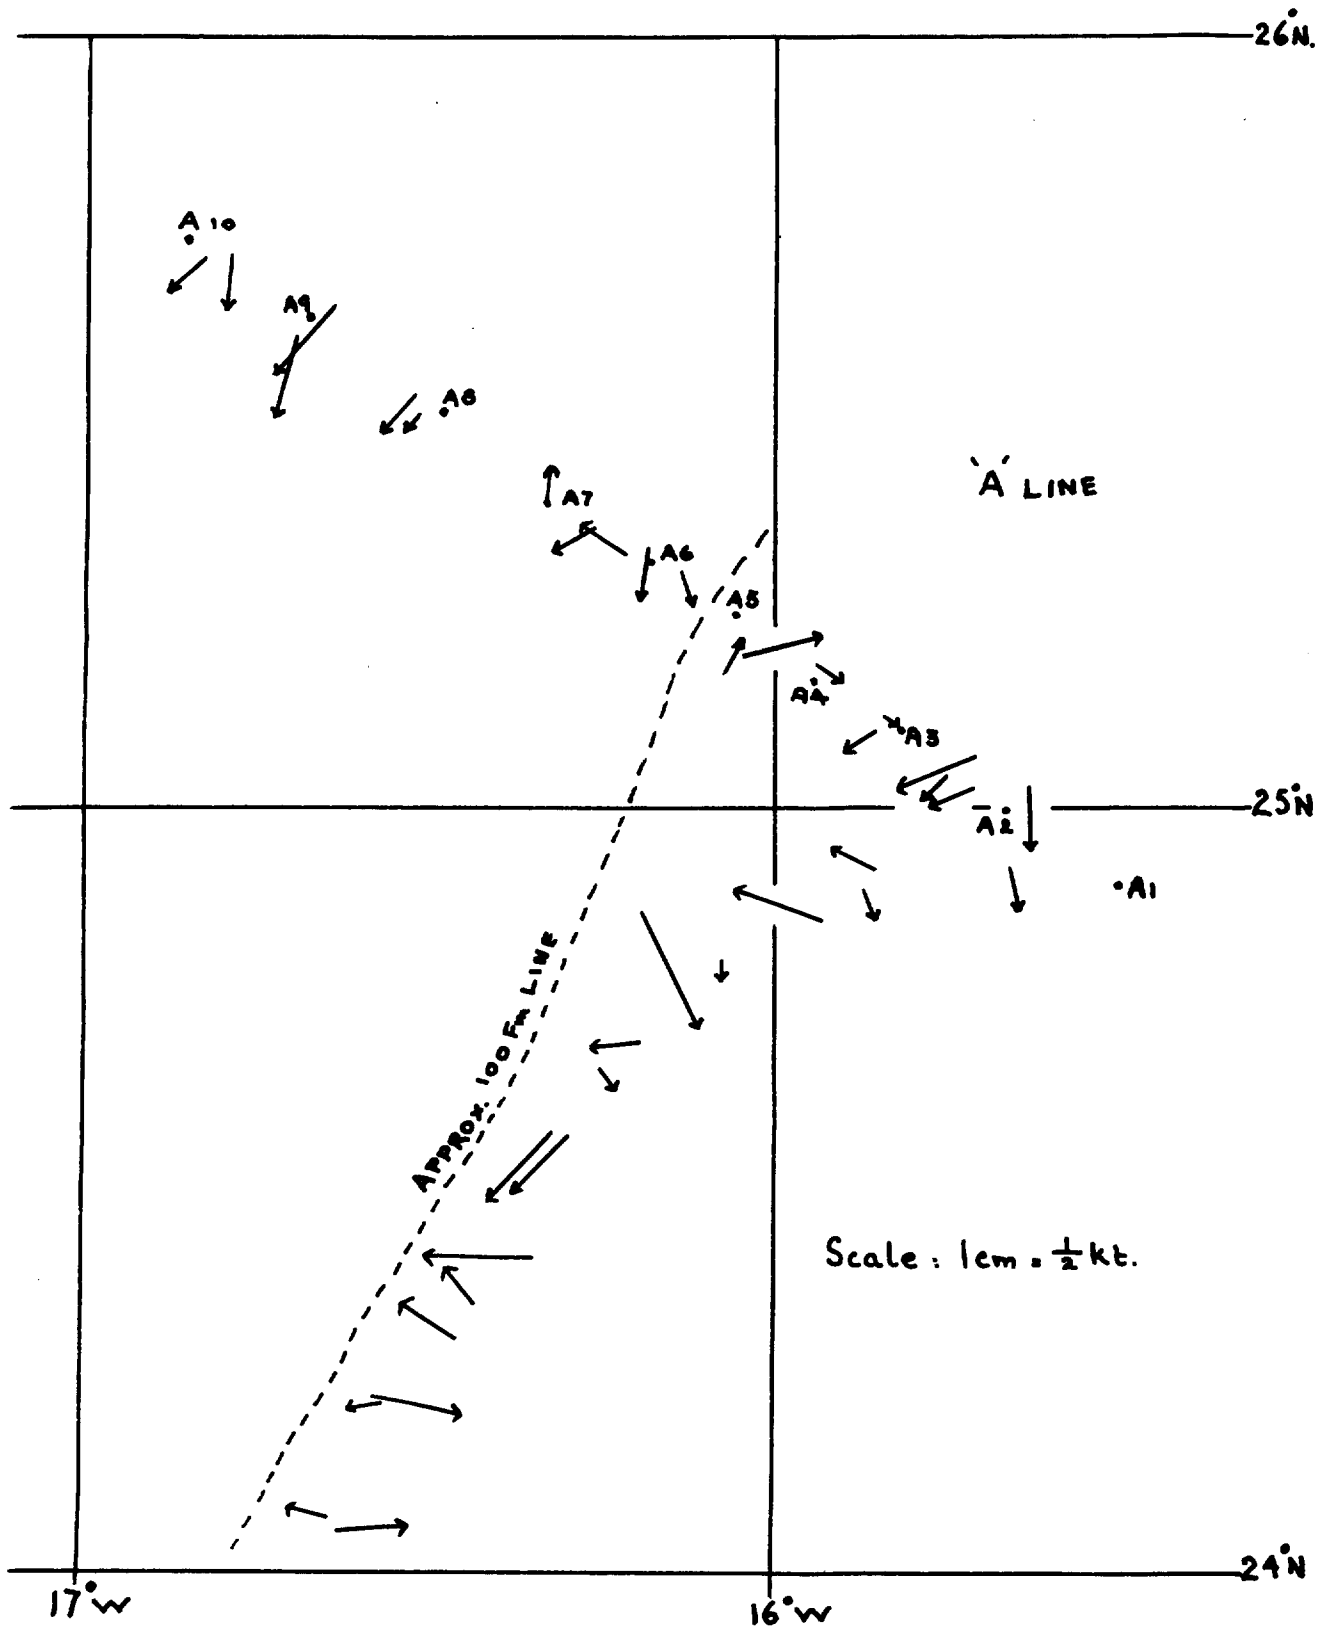 26°N.
A10
A9
A8
'A' LINE
A7
A6
A5
A4
A3
25°N
A2
A1
APPROX. 100 Fm LINE
Scale: 1cm = 1/2 kt.
24°N
17°W
16°W